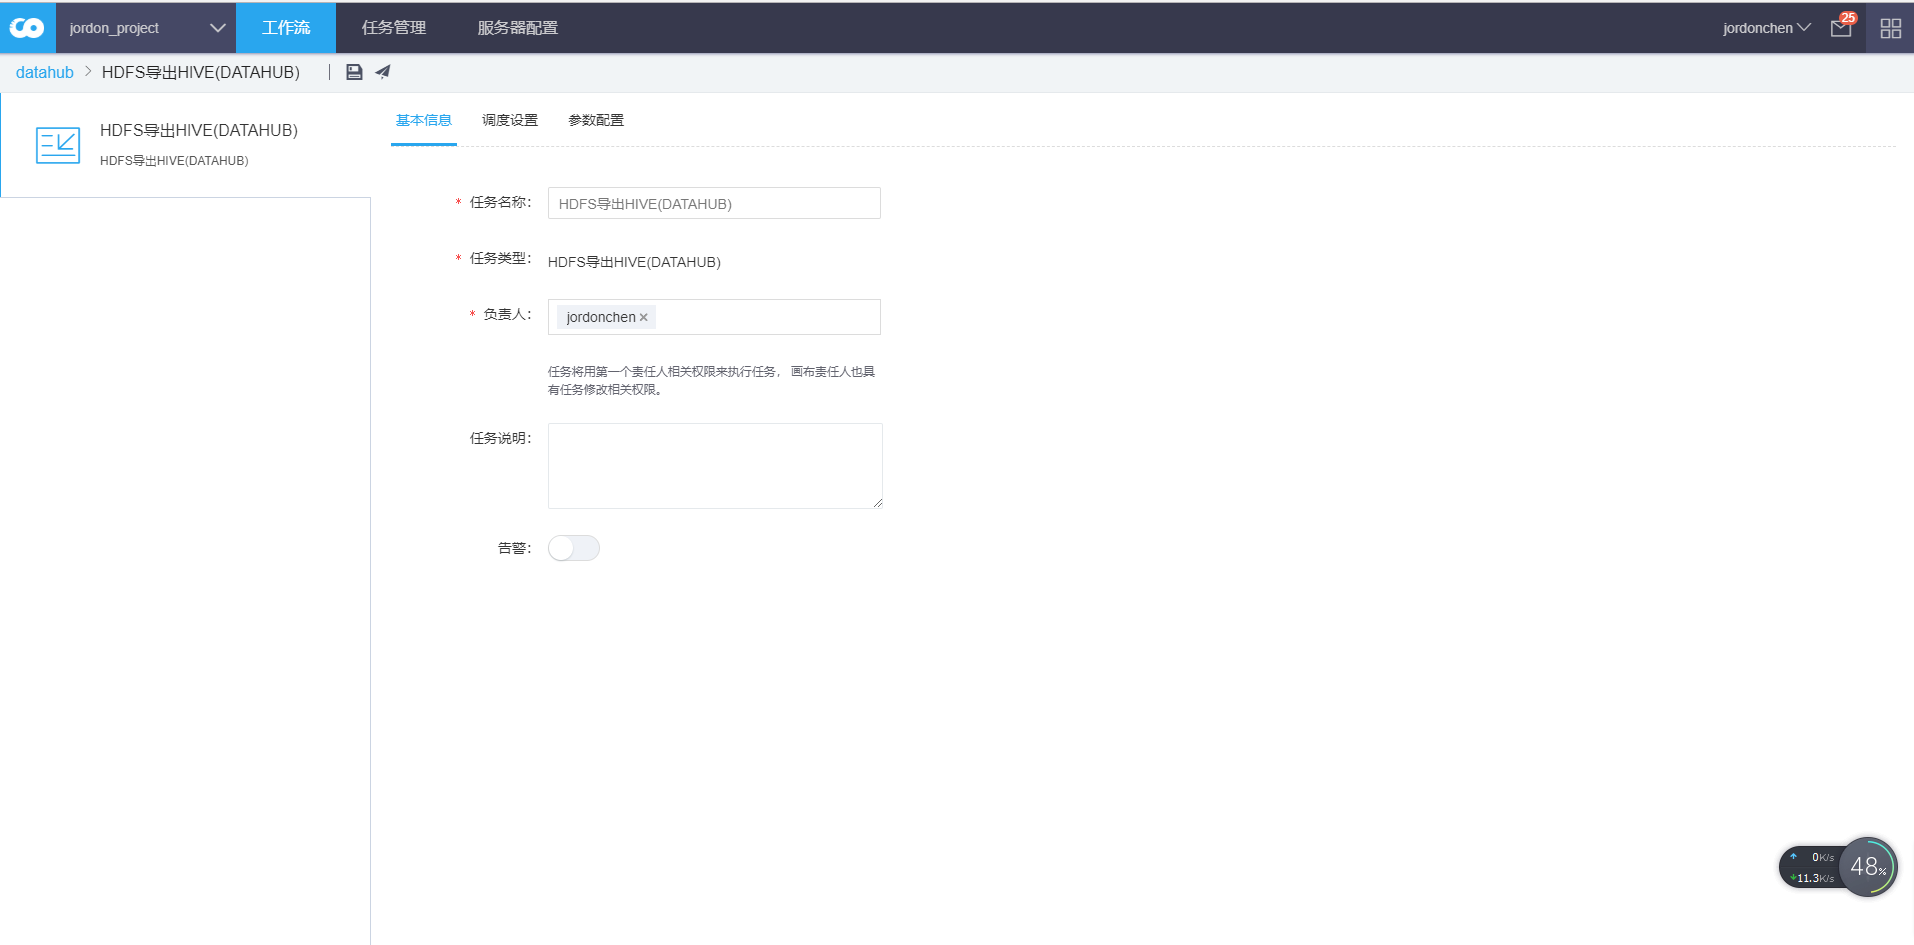 jordon_project
工作流
任务管理
服务器配置
jordonchen
25
datahub > HDFS导出HIVE(DATAHUB)
HDFS导出HIVE(DATAHUB)
HDFS导出HIVE(DATAHUB)
基本信息
调度设置
参数配置
* 任务名称：
HDFS导出HIVE(DATAHUB)
* 任务类型：
HDFS导出HIVE(DATAHUB)
* 负责人：
jordonchen ×
任务将用第一个责任人相关权限来执行任务， 画布责任人也具
有任务修改相关权限。
任务说明：
告警：
0K/s
11.3K/s
48%